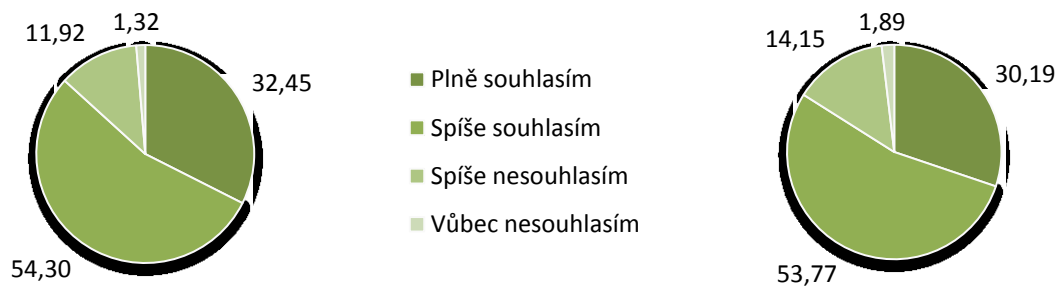 1,32
11,92
32,45
54,30
Plně souhlasím
Spíše souhlasím
Spíše nesouhlasím
Vůbec nesouhlasím
1,89
14,15
30,19
53,77